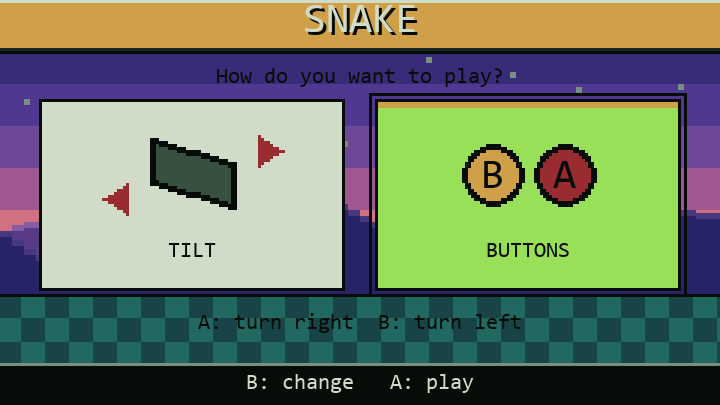 SNAKE
How do you want to play?
B A
TILT
BUTTONS
A: turn right  B: turn left
B: change   A: play